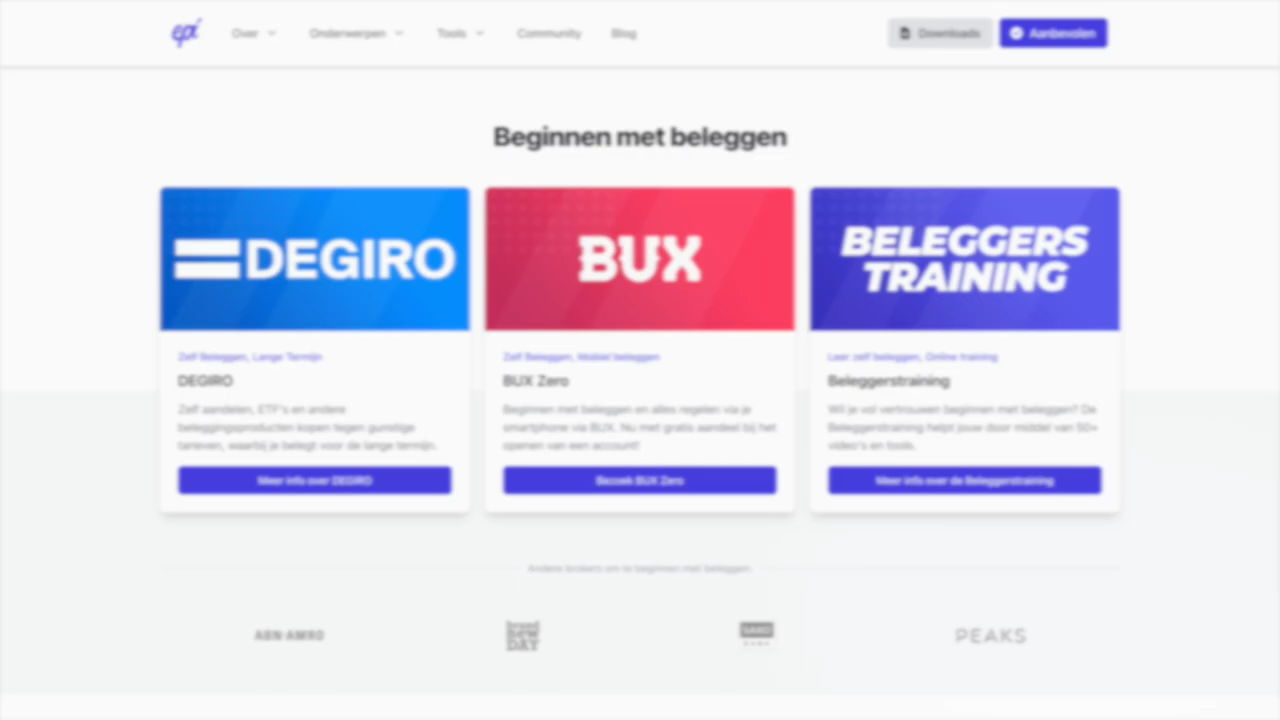 Over
Onderwerpen
Tools
Community
Blog
Downloads
Aanbevolen
Beginnen met beleggen
DEGIRO
BUX
BELEGGERS
TRAINING
Zelf Beleggen, Lange Termijn
DEGIRO
Zelf aandelen, ETF's en andere
beleggingsproducten kopen tegen gunstige
tarieven, waarbij je belegt voor de lange termijn.
Meer info over DEGIRO
Zelf Beleggen, Mobiel beleggen
BUX Zero
Beginnen met beleggen en alles regelen via je
smartphone via BUX. Nu met gratis aandeel bij het
openen van een account!
Bezoek BUX Zero
Leer zelf beleggen, Online training
Beleggerstraining
Wil je vol vertrouwen beginnen met beleggen? De
Beleggerstraining helpt jouw door middel van 50+
video's en tools.
Meer info over de Beleggerstraining
Andere brokers om te beginnen met beleggen
ABN·AMRO
brand
new
DAY
PEAKS